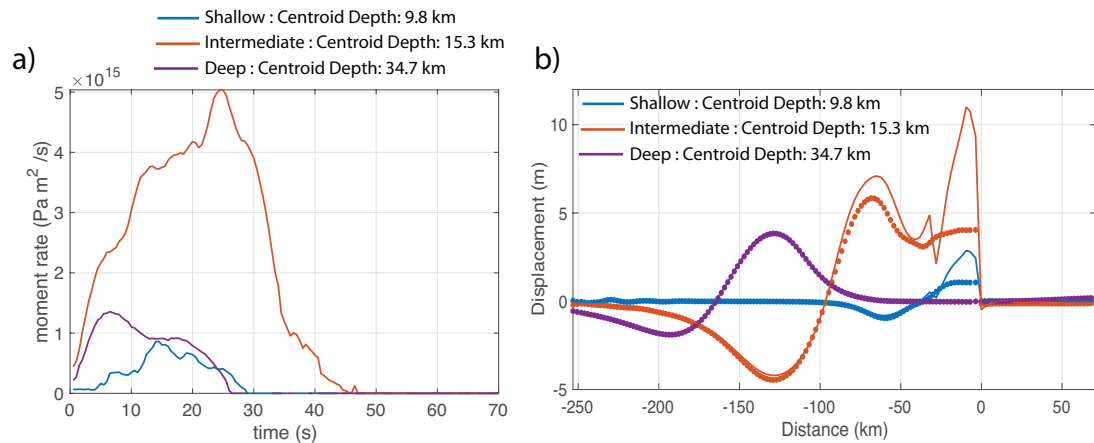 Shallow : Centroid Depth: 9.8 km
Intermediate : Centroid Depth: 15.3 km
Deep : Centroid Depth: 34.7 km
a)
×10^15
5
4
3
2
1
0
moment rate (Pa m² /s)
0 10 20 30 40 50 60 70
time (s)
b)
Shallow : Centroid Depth: 9.8 km
Intermediate : Centroid Depth: 15.3 km
Deep : Centroid Depth: 34.7 km
10
5
0
-5
Displacement (m)
-250 -200 -150 -100 -50 0 50
Distance (km)